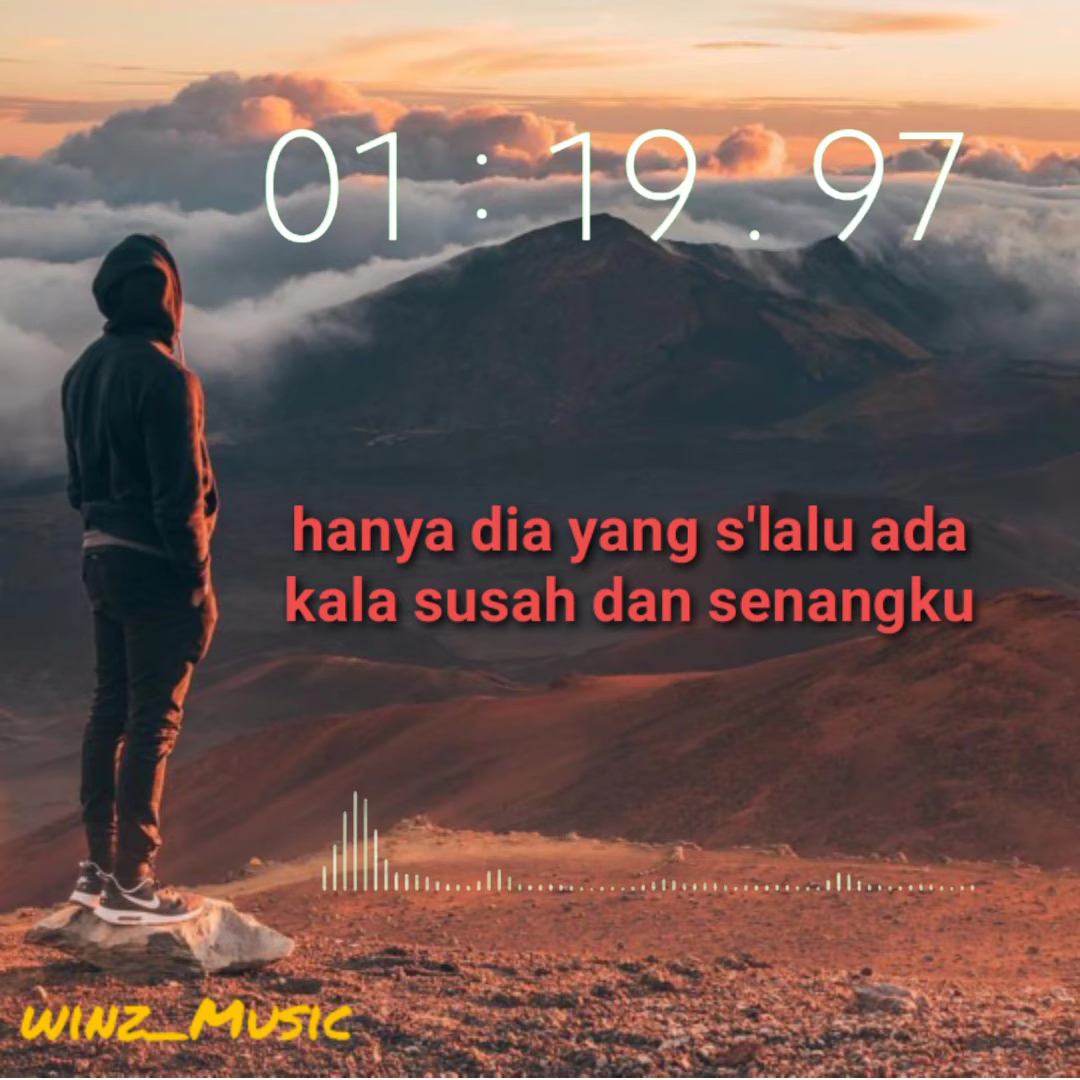 01 : 19 . 97
hanya dia yang s'lalu ada
kala susah dan senangku
winz_Music